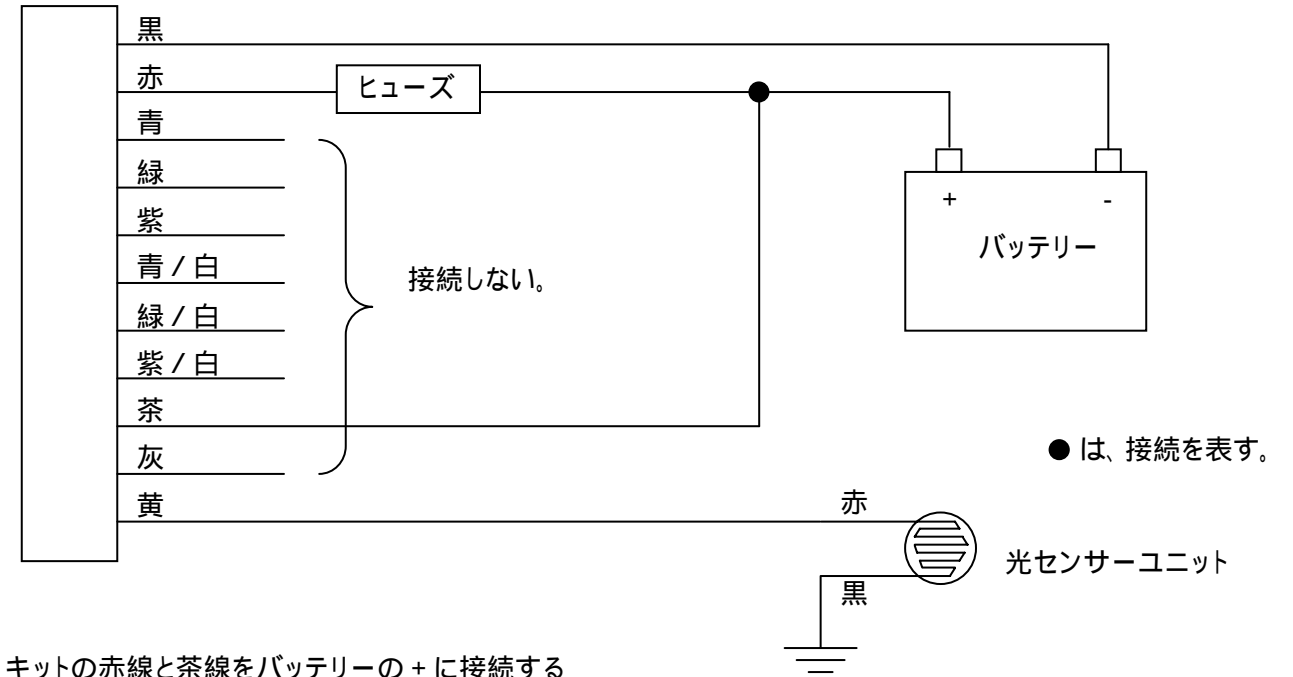 黒
赤
ヒューズ
青
緑
紫
青 / 白
緑 / 白
紫 / 白
茶
灰
黄
接続しない。
+
-
バッテリー
● は、接続を表す。
赤
黒
光センサーユニット
キットの赤線と茶線をバッテリーの + に接続する